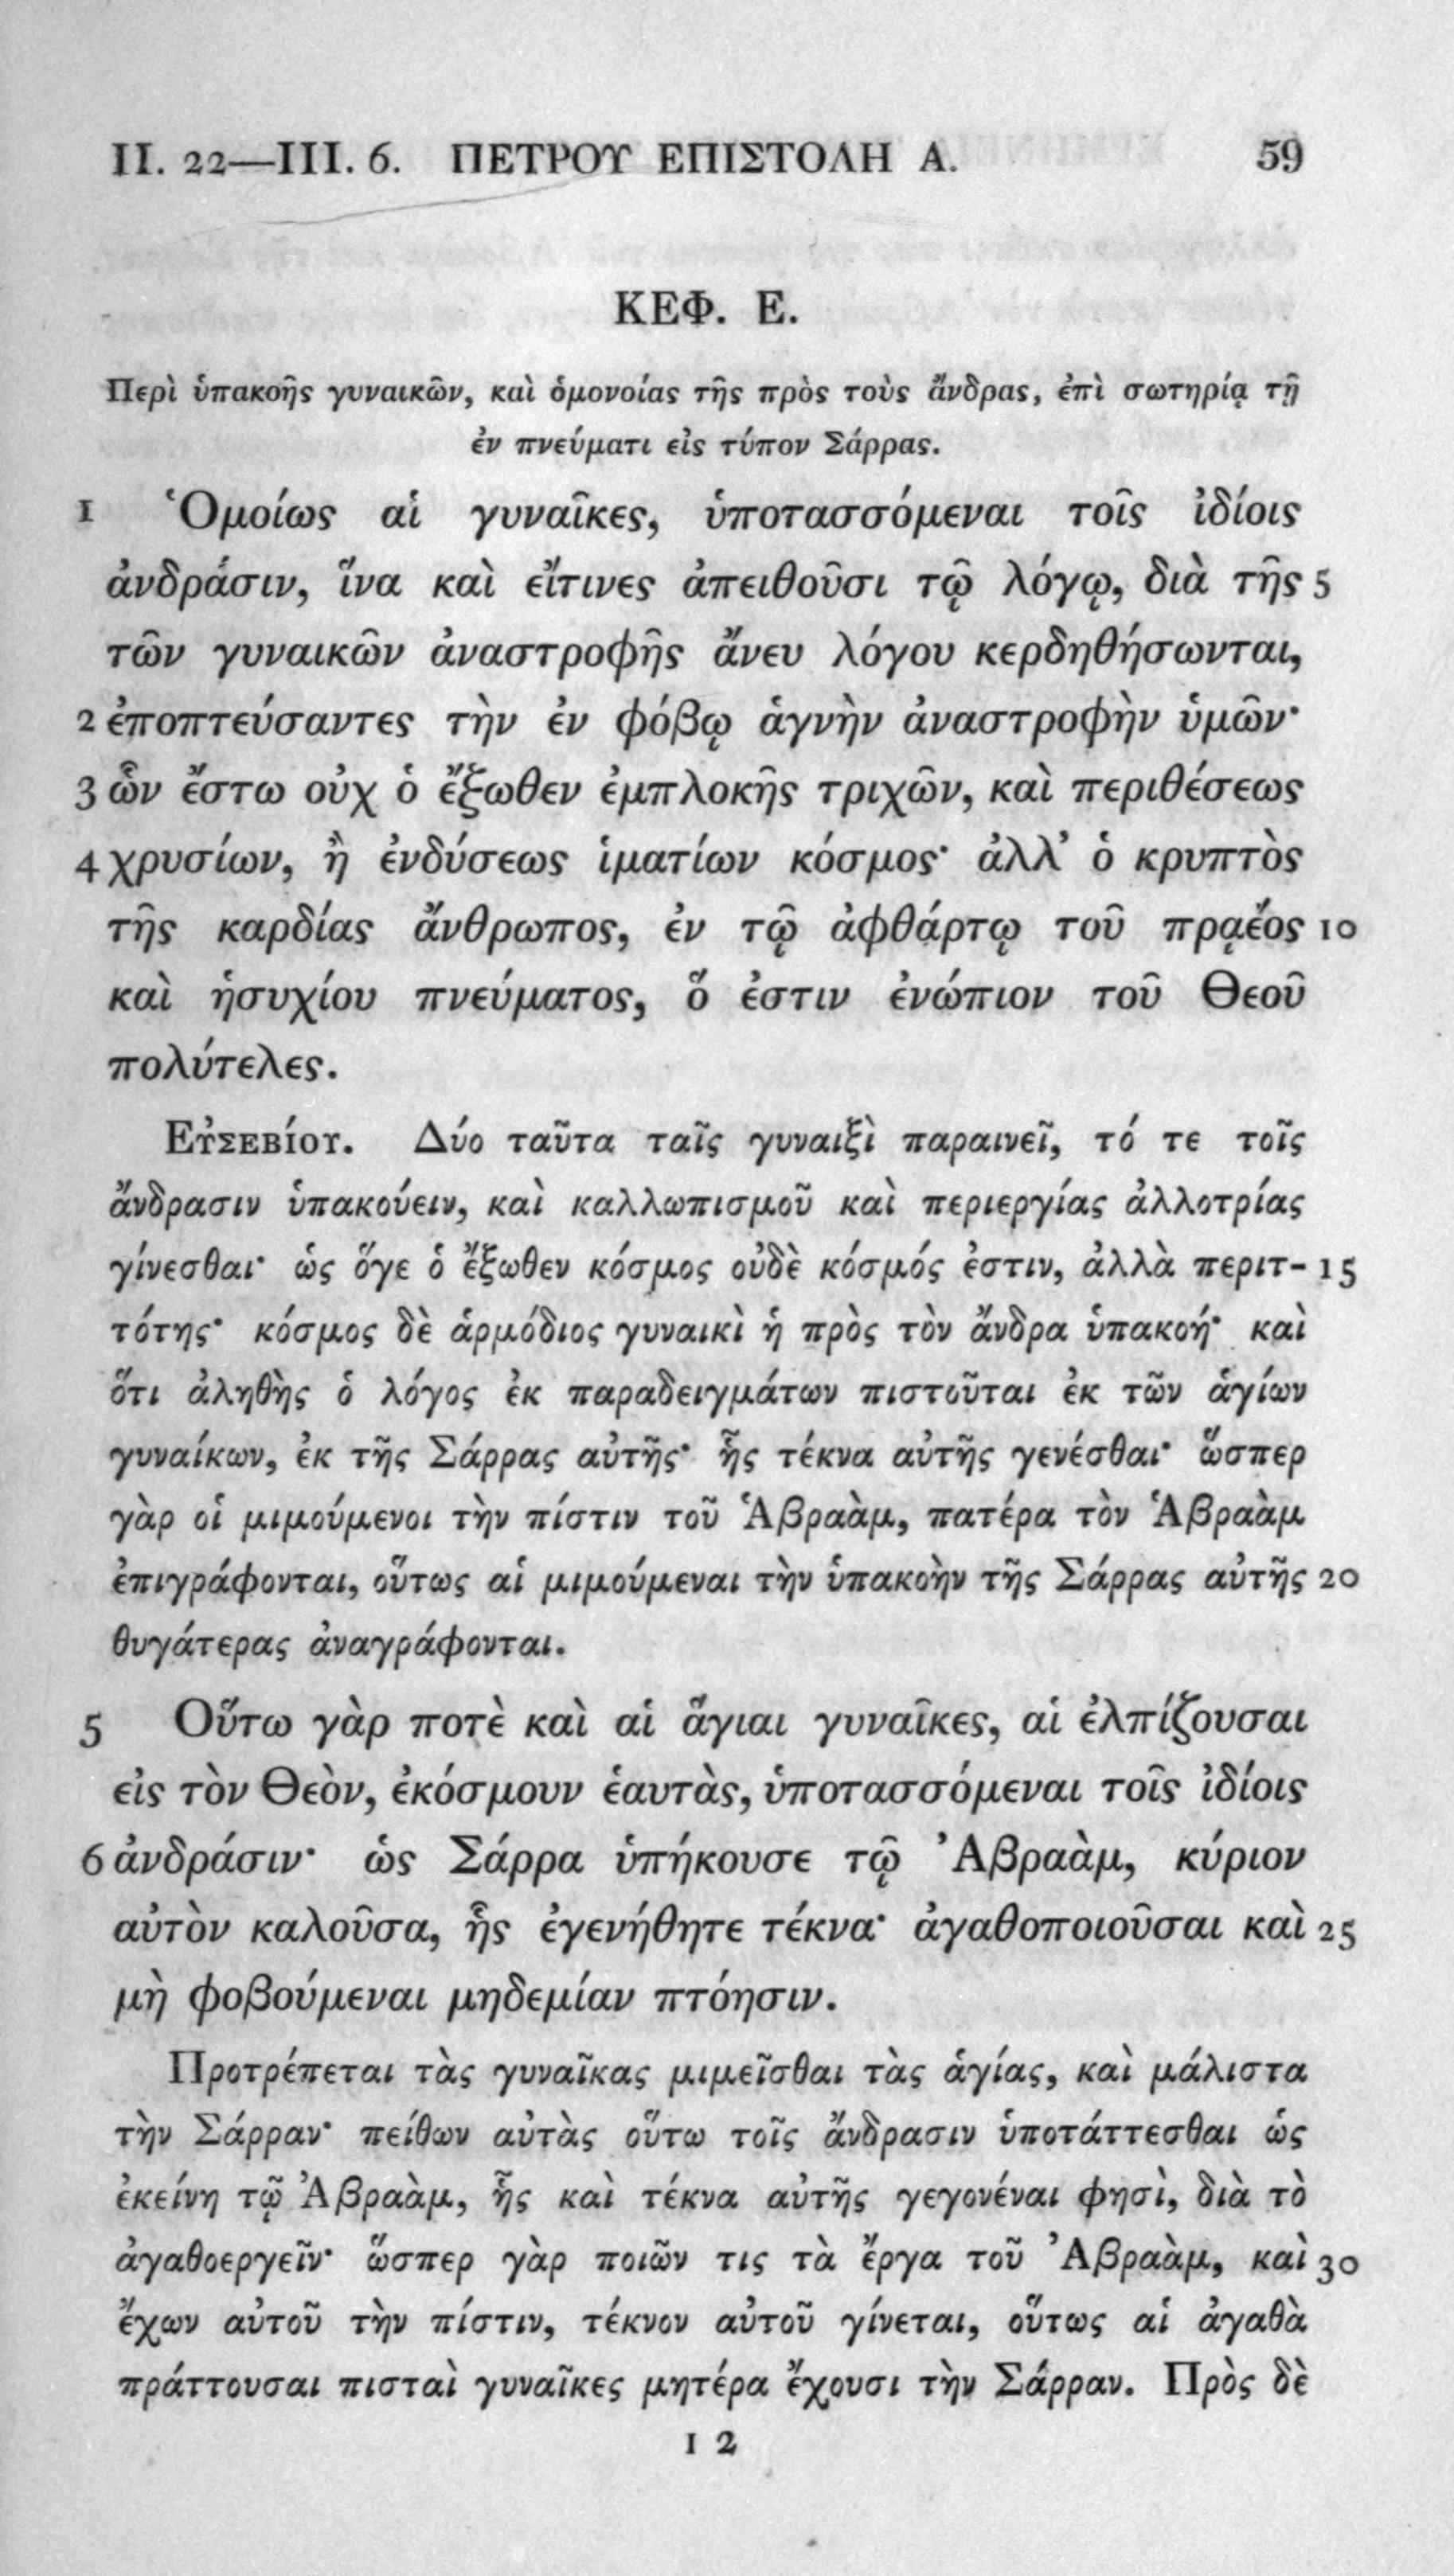 II. 22—III. 6. ΠΕΤΡΟΥ ΕΠΙΣΤΟΛΗ Α. 59
ΚΕΦ. Ε.
Περὶ ὑπακοῆς γυναικῶν, καὶ ὁμονοίας τῆς πρὸς τοὺς ἄνδρας, ἐπὶ σωτηρίᾳ τῇ
ἐν πνεύματι εἰς τύπον Σάρρας.
1 Ὁμοίως αἱ γυναῖκες, ὑποτασσόμεναι τοῖς ἰδίοις
ἀνδράσιν, ἵνα καὶ εἴτινες ἀπειθοῦσι τῷ λόγῳ, διὰ τῆς 5
τῶν γυναικῶν ἀναστροφῆς ἄνευ λόγου κερδηθήσωνται,
2 ἐποπτεύσαντες τὴν ἐν φόβῳ ἁγνὴν ἀναστροφὴν ὑμῶν·
3 ὧν ἔστω οὐχ ὁ ἔξωθεν ἐμπλοκῆς τριχῶν, καὶ περιθέσεως
4 χρυσίων, ἢ ἐνδύσεως ἱματίων κόσμος· ἀλλ’ ὁ κρυπτὸς
τῆς καρδίας ἄνθρωπος, ἐν τῷ ἀφθάρτῳ τοῦ πρᾳέος 10
καὶ ἡσυχίου πνεύματος, ὅ ἐστιν ἐνώπιον τοῦ Θεοῦ
πολύτελες.
ΕὐΣΕΒίΟΥ. Δύο ταῦτα ταῖς γυναιξὶ παραινεῖ, τό τε τοῖς
ἄνδρασιν ὑπακούειν, καὶ καλλωπισμοῦ καὶ περιεργίας ἀλλοτρίας
γίνεσθαι· ὡς ὅγε ὁ ἔξωθεν κόσμος οὐδὲ κόσμός ἐστιν, ἀλλὰ περιτ- 15
τότης· κόσμος δὲ ἁρμόδιος γυναικὶ ἡ πρὸς τὸν ἄνδρα ὑπακοή· καὶ
ὅτι ἀληθὴς ὁ λόγος ἐκ παραδειγμάτων πιστοῦται ἐκ τῶν ἁγίων
γυναίκων, ἐκ τῆς Σάρρας αὐτῆς· ἧς τέκνα αὐτῆς γενέσθαι· ὥσπερ
γὰρ οἱ μιμούμενοι τὴν πίστιν τοῦ Ἁβραὰμ, πατέρα τὸν Ἁβραὰμ
ἐπιγράφονται, οὕτως αἱ μιμούμεναι τὴν ὑπακοὴν τῆς Σάρρας αὐτῆς 20
θυγάτερας ἀναγράφονται.
5 Οὕτω γὰρ ποτὲ καὶ αἱ ἅγιαι γυναῖκες, αἱ ἐλπίζουσαι
εἰς τὸν Θεὸν, ἐκόσμουν ἑαυτὰς, ὑποτασσόμεναι τοῖς ἰδίοις
6 ἀνδράσιν· ὡς Σάρρα ὑπήκουσε τῷ Ἀβραὰμ, κύριον
αὐτὸν καλοῦσα, ἧς ἐγενήθητε τέκνα· ἀγαθοποιοῦσαι καὶ 25
μὴ φοβούμεναι μηδεμίαν πτόησιν.
Προτρέπεται τὰς γυναῖκας μιμεῖσθαι τὰς ἁγίας, καὶ μάλιστα
τὴν Σάρραν· πείθων αὐτὰς οὕτω τοῖς ἄνδρασιν ὑποτάττεσθαι ὡς
ἐκείνη τῷ Ἀβραὰμ, ἧς καὶ τέκνα αὐτῆς γεγονέναι φησὶ, διὰ τὸ
ἀγαθοεργεῖν· ὥσπερ γὰρ ποιῶν τις τὰ ἔργα τοῦ Ἀβραὰμ, καὶ 30
ἔχων αὐτοῦ τὴν πίστιν, τέκνον αὐτοῦ γίνεται, οὕτως αἱ ἀγαθὰ
πράττουσαι πισταὶ γυναῖκες μητέρα ἔχουσι τὴν Σάρραν. Πρὸς δὲ
I 2